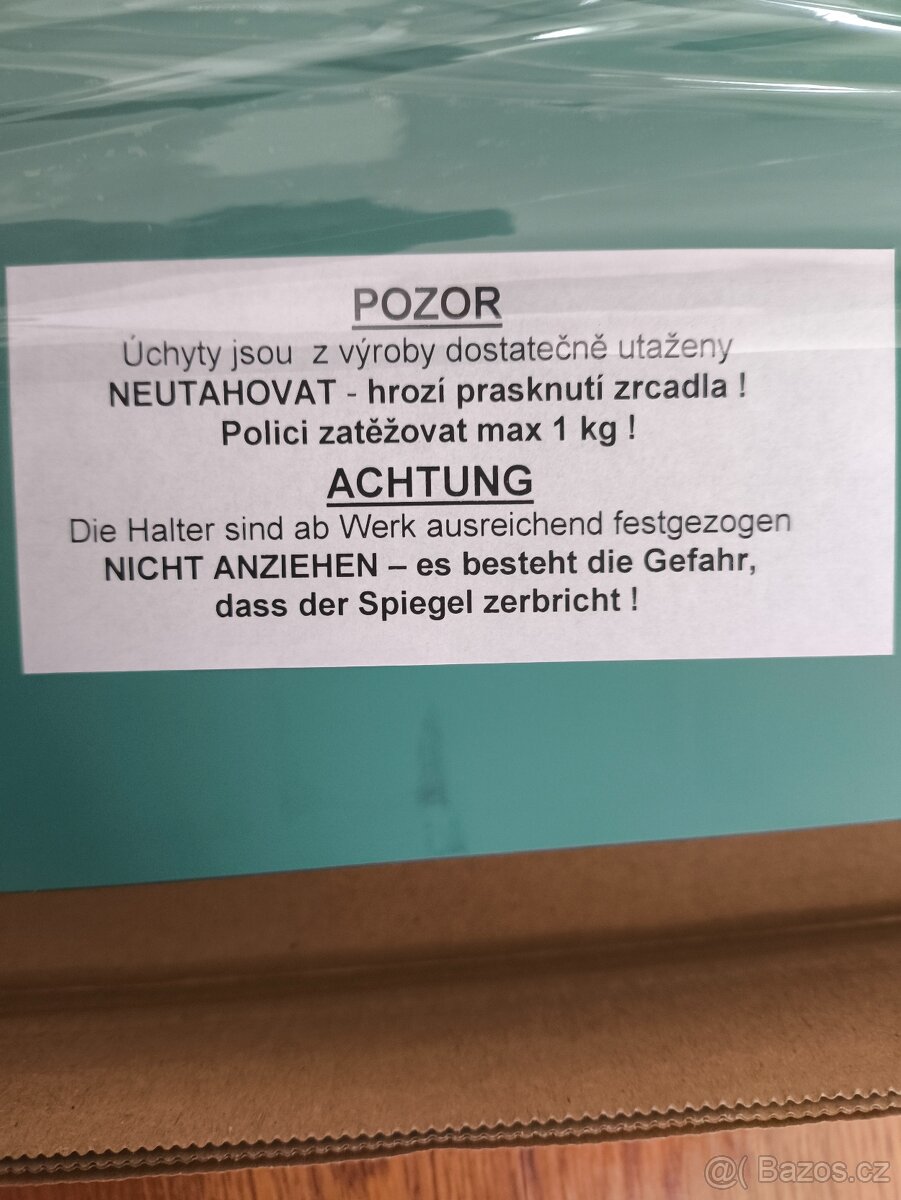 POZOR
Úchyty jsou z výroby dostatečně utaženy
NEUTAHOVAT - hrozí prasknutí zrcadla !
Polici zatěžovat max 1 kg !
ACHTUNG
Die Halter sind ab Werk ausreichend festgezogen
NICHT ANZIEHEN – es besteht die Gefahr,
dass der Spiegel zerbricht !
@( Bazos.cz